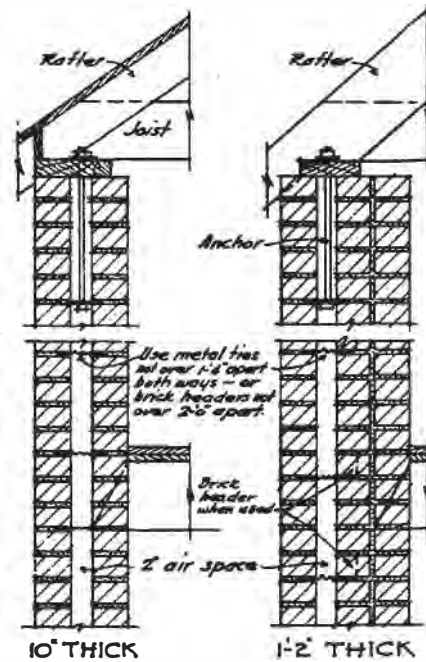 Rafter
Rafter
Joist
Anchor
Use metal ties
not over 1'-6" apart
both ways — or
brick headers not
over 2'-0" apart.
Brick
header
when used
2" air space
10" THICK
1'-2" THICK